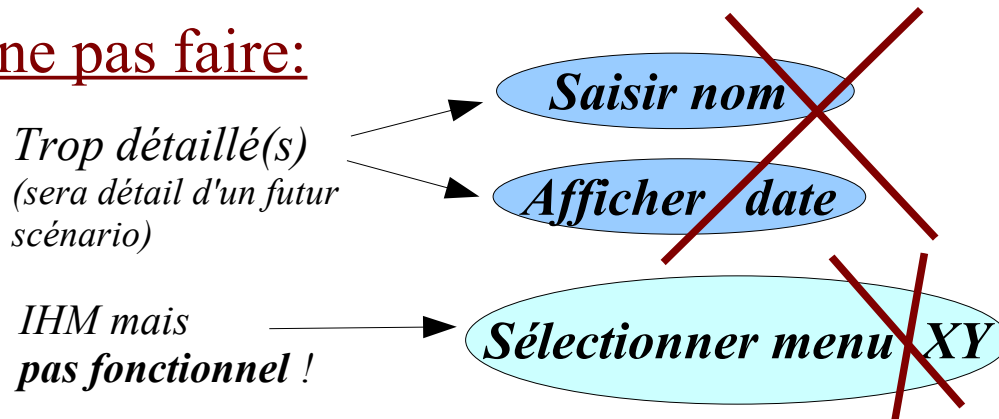 ne pas faire:
Saisir nom
Trop détaillé(s)
(sera détail d'un futur
scénario)
Afficher date
IHM mais
pas fonctionnel !
Sélectionner menu XY